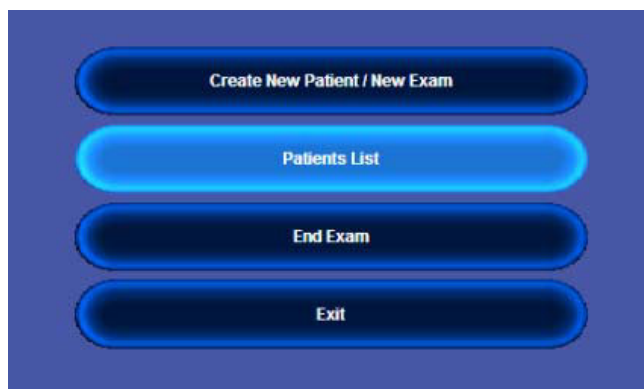 Create New Patient / New Exam
Patients List
End Exam
Exit